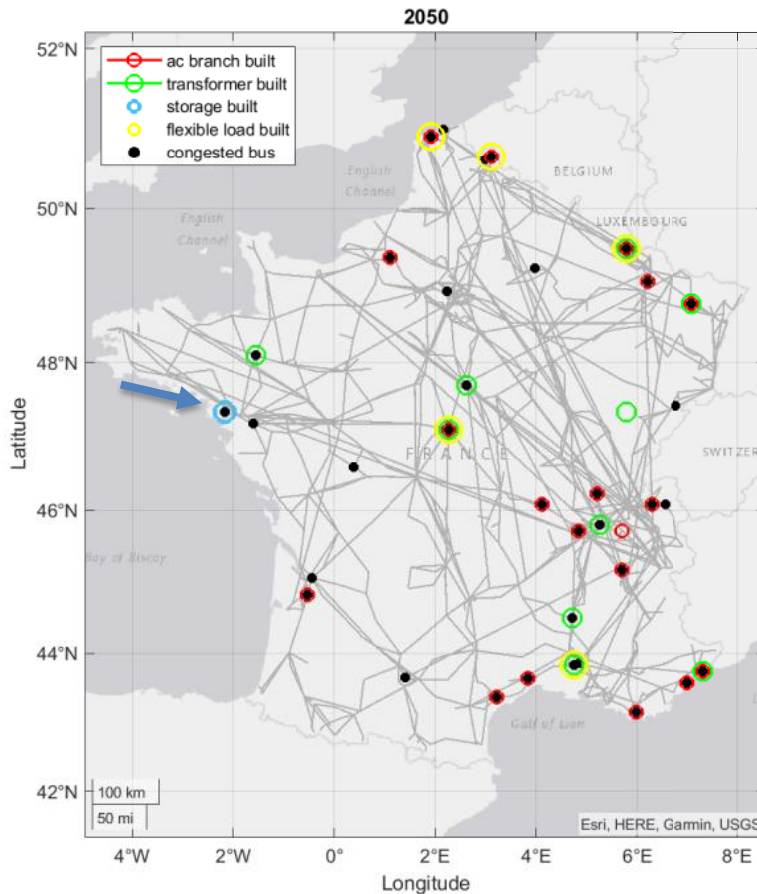 2050
ac branch built
transformer built
storage built
flexible load built
congested bus
English
Channel
English
Channel
BELGIUM
LUXEMBOURG
FRANCE
SWITZER
Bay of Biscay
Gulf of Lion
52°N
50°N
48°N
46°N
44°N
42°N
Latitude
100 km
50 mi
Esri, HERE, Garmin, USGS
4°W
2°W
0°
2°E
4°E
6°E
8°E
Longitude